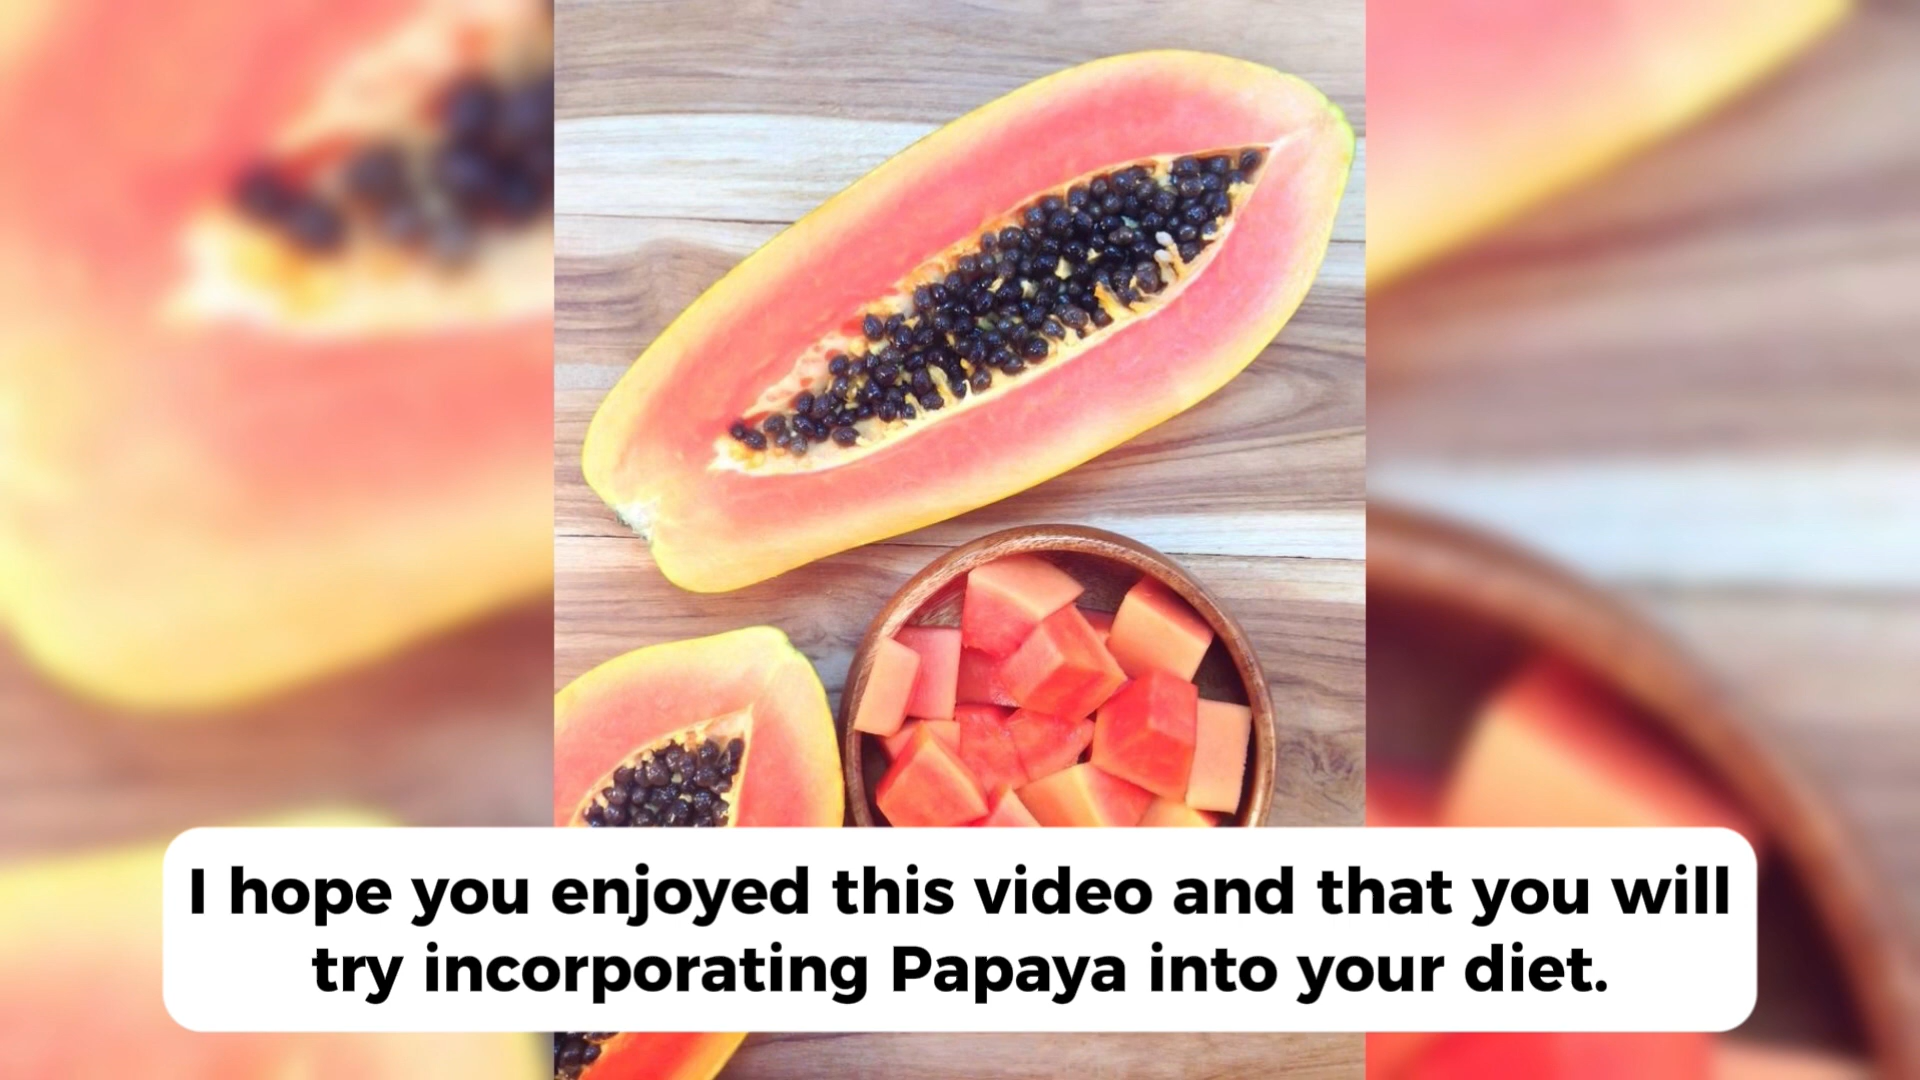 I hope you enjoyed this video and that you will
try incorporating Papaya into your diet.